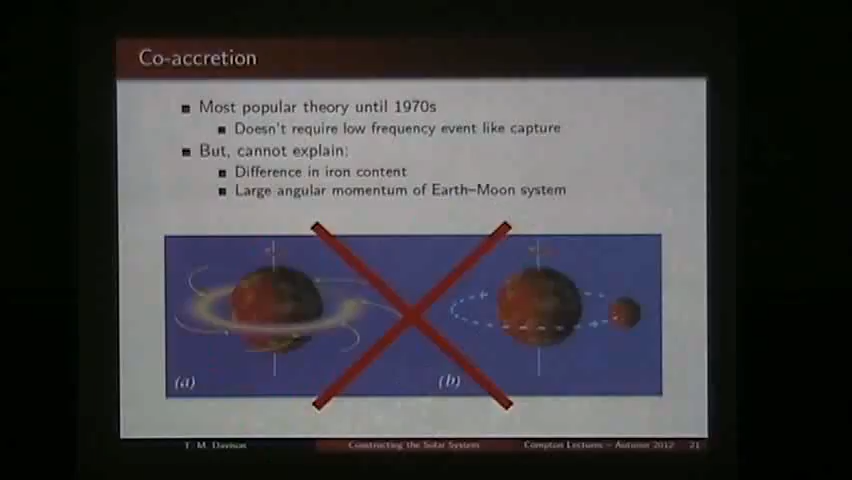 Co-accretion
Most popular theory until 1970s
Doesn't require low frequency event like capture
But, cannot explain:
Difference in iron content
Large angular momentum of Earth–Moon system
(a)
(b)
T. M. Davison
Constructing the Solar System
Compton Lectures – Autumn 2012
21